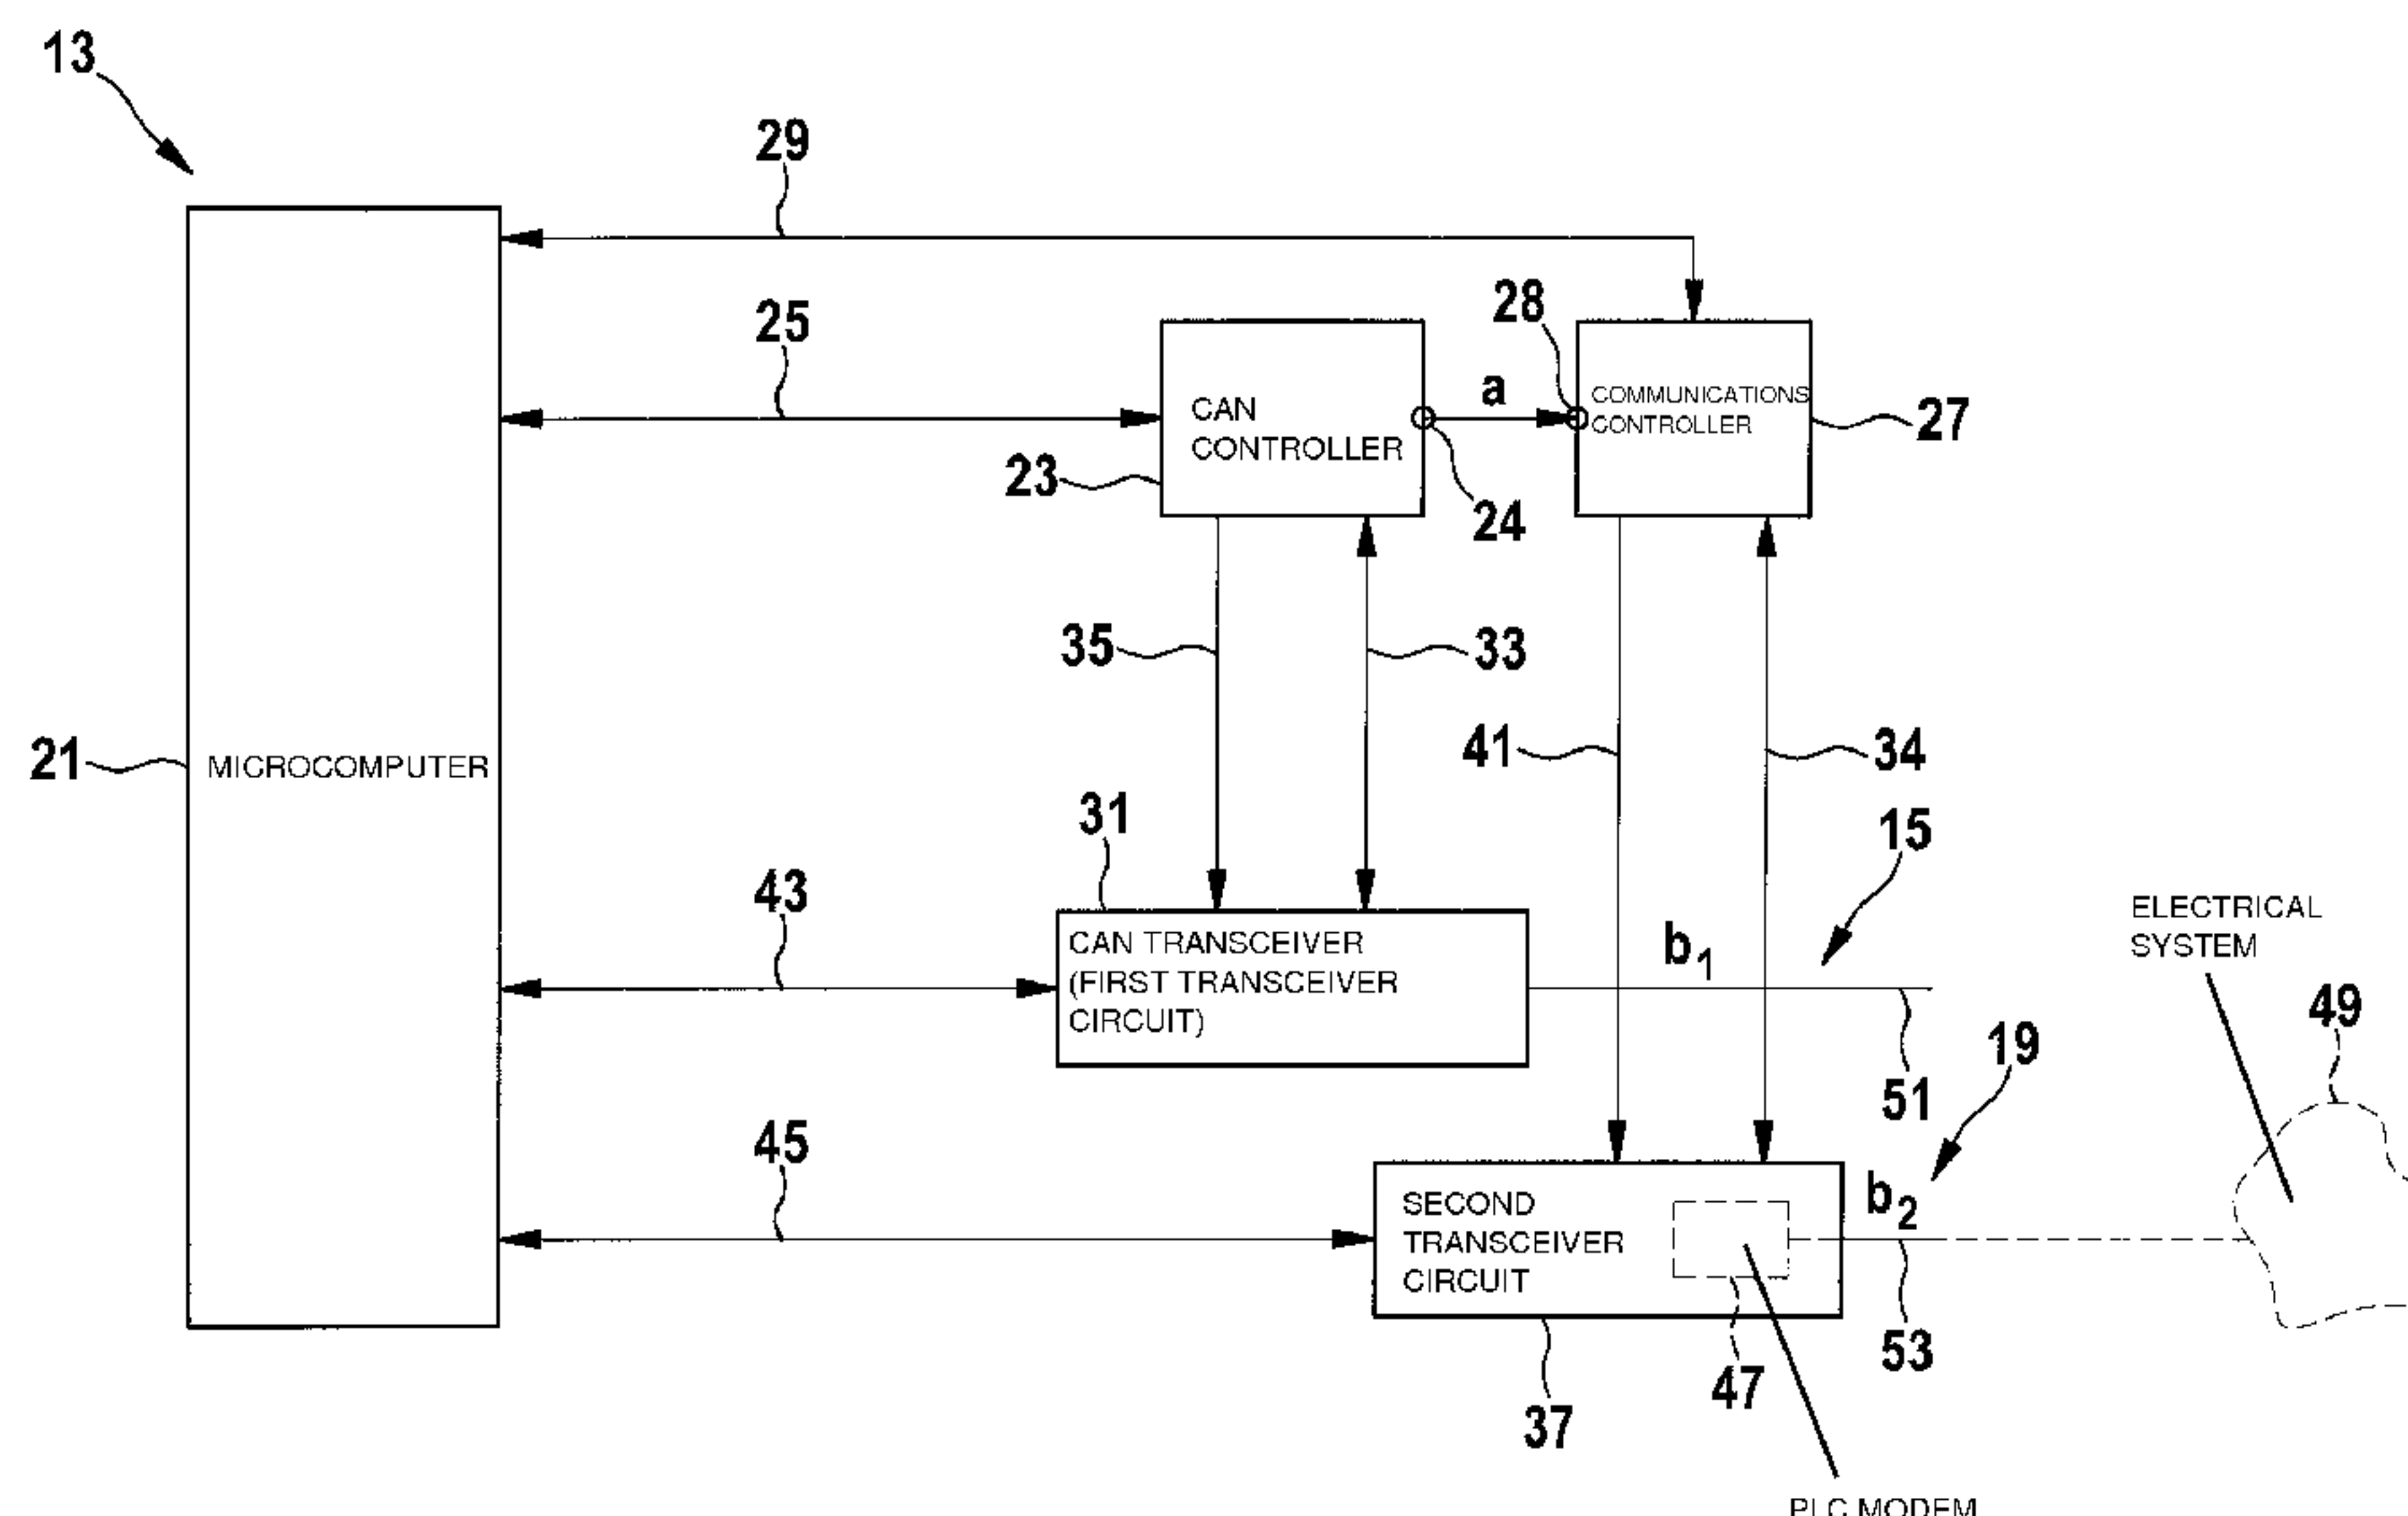 13
29
25
28
a
CAN
CONTROLLER
COMMUNICATIONS
CONTROLLER
27
23
24
35
33
41
34
21
MICROCOMPUTER
31
15
43
CAN TRANSCEIVER
(FIRST TRANSCEIVER
CIRCUIT)
b1
ELECTRICAL
SYSTEM
49
19
51
45
SECOND
TRANSCEIVER
CIRCUIT
b2
53
47
37
PLC MODEM